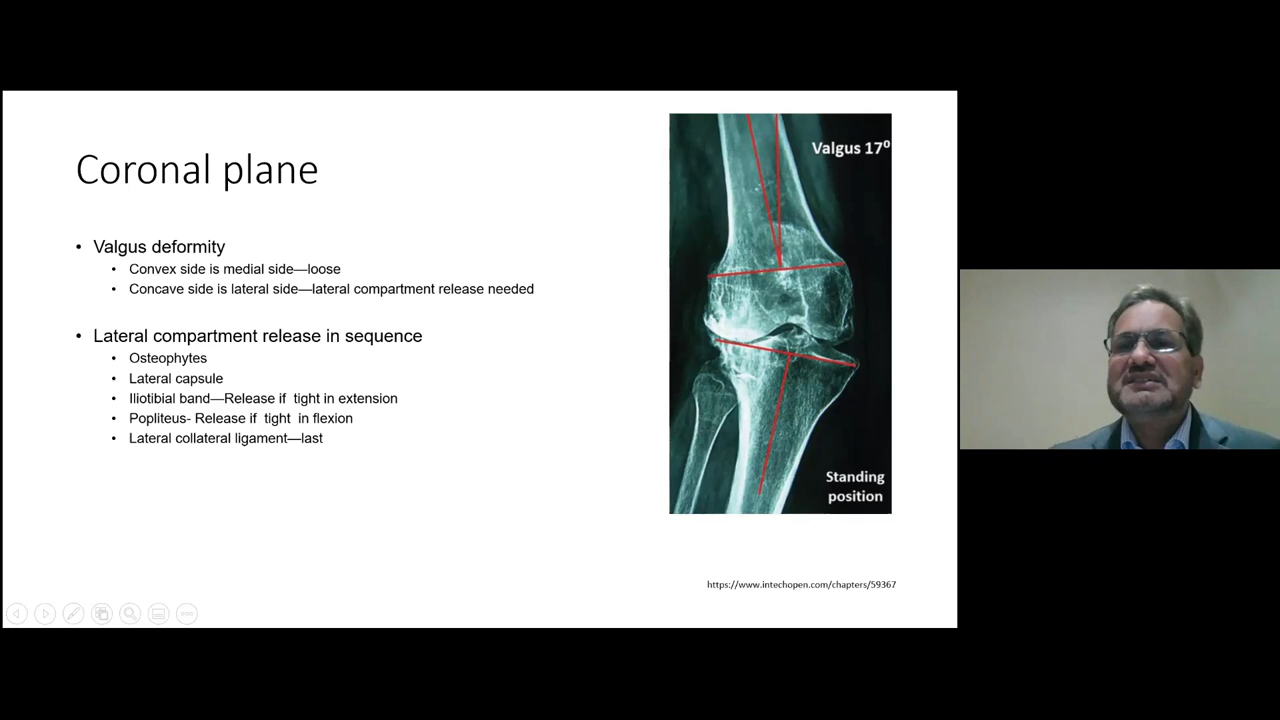 Coronal plane
• Valgus deformity
• Convex side is medial side—loose
• Concave side is lateral side—lateral compartment release needed
• Lateral compartment release in sequence
• Osteophytes
• Lateral capsule
• Iliotibial band—Release if  tight in extension
• Popliteus- Release if  tight  in flexion
• Lateral collateral ligament—last
Valgus 17⁰
Standing
position
https://www.intechopen.com/chapters/59367